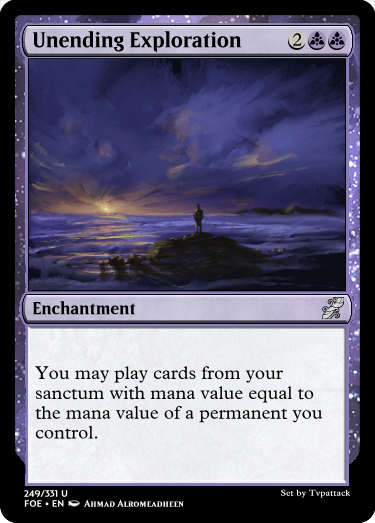 Unending Exploration 2
Enchantment
You may play cards from your
sanctum with mana value equal to
the mana value of a permanent you
control.
249/331 U
FOE • EN Ahmad Alromeadheen
Set by Tvpattack